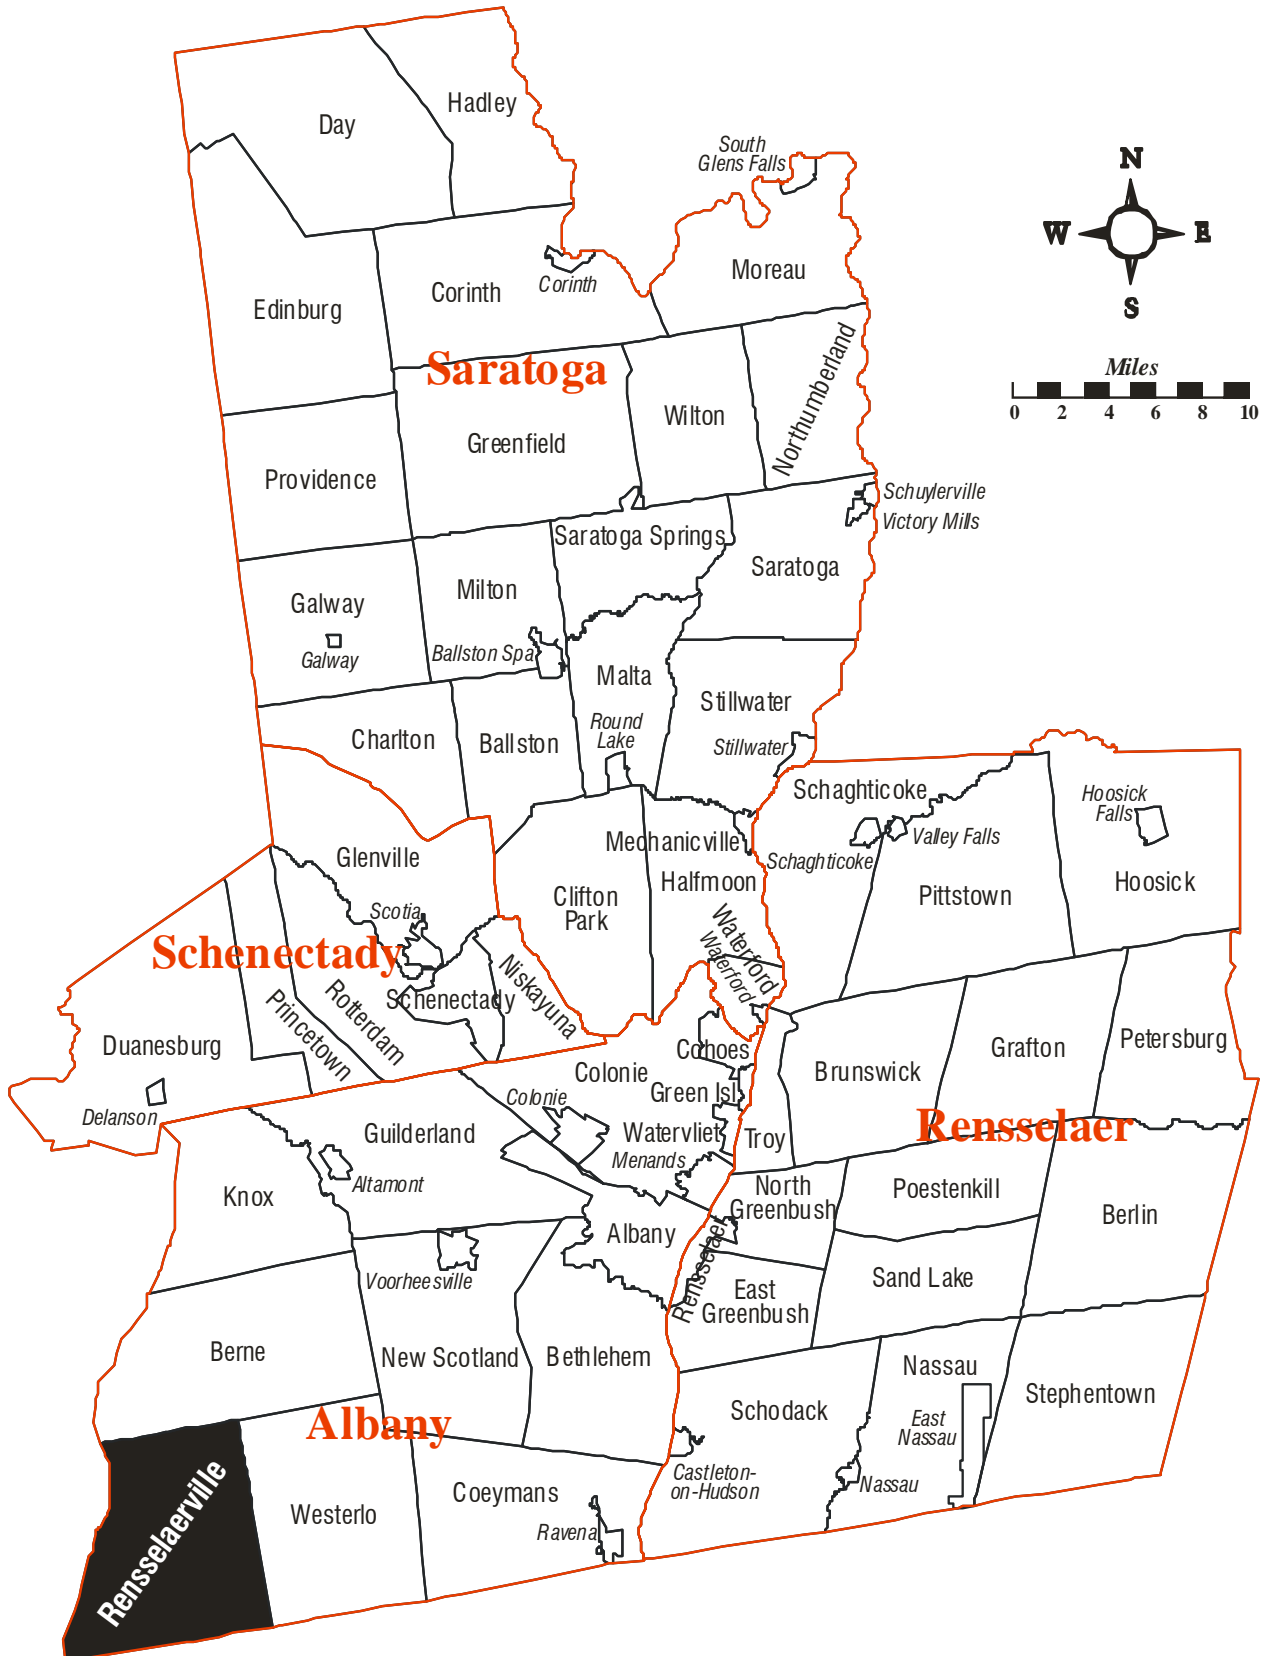 Hadley
Day
South
Glens Falls
N
W
E
S
Moreau
Corinth
Corinth
Edinburg
Miles
0 2 4 6 8 10
Saratoga
Northumberland
Wilton
Greenfield
Providence
Schuylerville
Victory Mills
Saratoga Springs
Saratoga
Milton
Galway
Galway
Ballston Spa
Malta
Stillwater
Round
Lake
Stillwater
Charlton
Ballston
Schaghticoke
Hoosick
Falls
Mechanicville
Valley Falls
Schaghticoke
Glenville
Halfmoon
Hoosick
Clifton
Park
Pittstown
Scotia
Waterford
Waterford
Schenectady
Niskayuna
Schenectady
Rotterdam
Princetown
Duanesburg
Cohoes
Grafton
Petersburg
Colonie
Brunswick
Green Isl
Colonie
Delanson
Guilderland
Watervliet
Troy
Rensselaer
Menands
Altamont
Knox
North
Greenbush
Poestenkill
Berlin
Albany
Rensselaer
Voorheesville
Sand Lake
East
Greenbush
Berne
New Scotland
Bethlehem
Nassau
Stephentown
Schodack
Albany
East
Nassau
Castleton-
on-Hudson
Nassau
Coeymans
Westerlo
Ravena
Rensselaerville